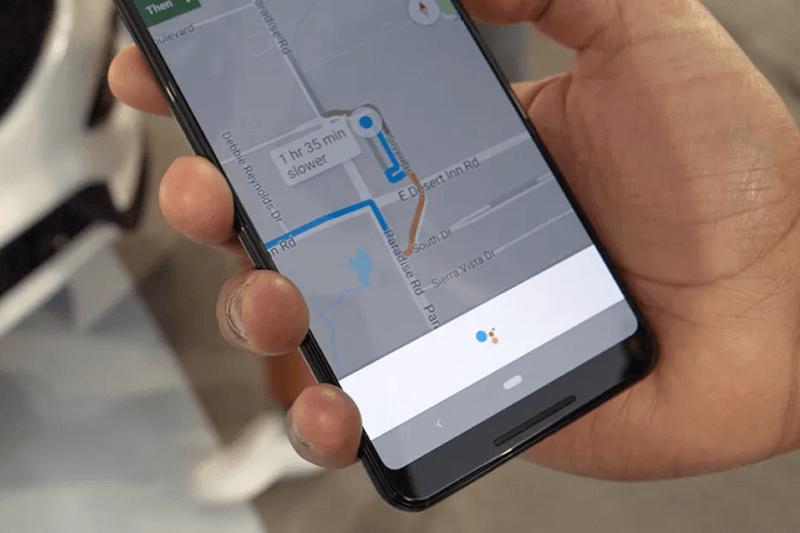 Then
oulevard
Paradise Rd
Debbie Reynolds Dr
1 hr 35 min
slower
E Desert Inn Rd
n Rd
Paradise Rd
South Dr
Sierra Vista Dr
Par